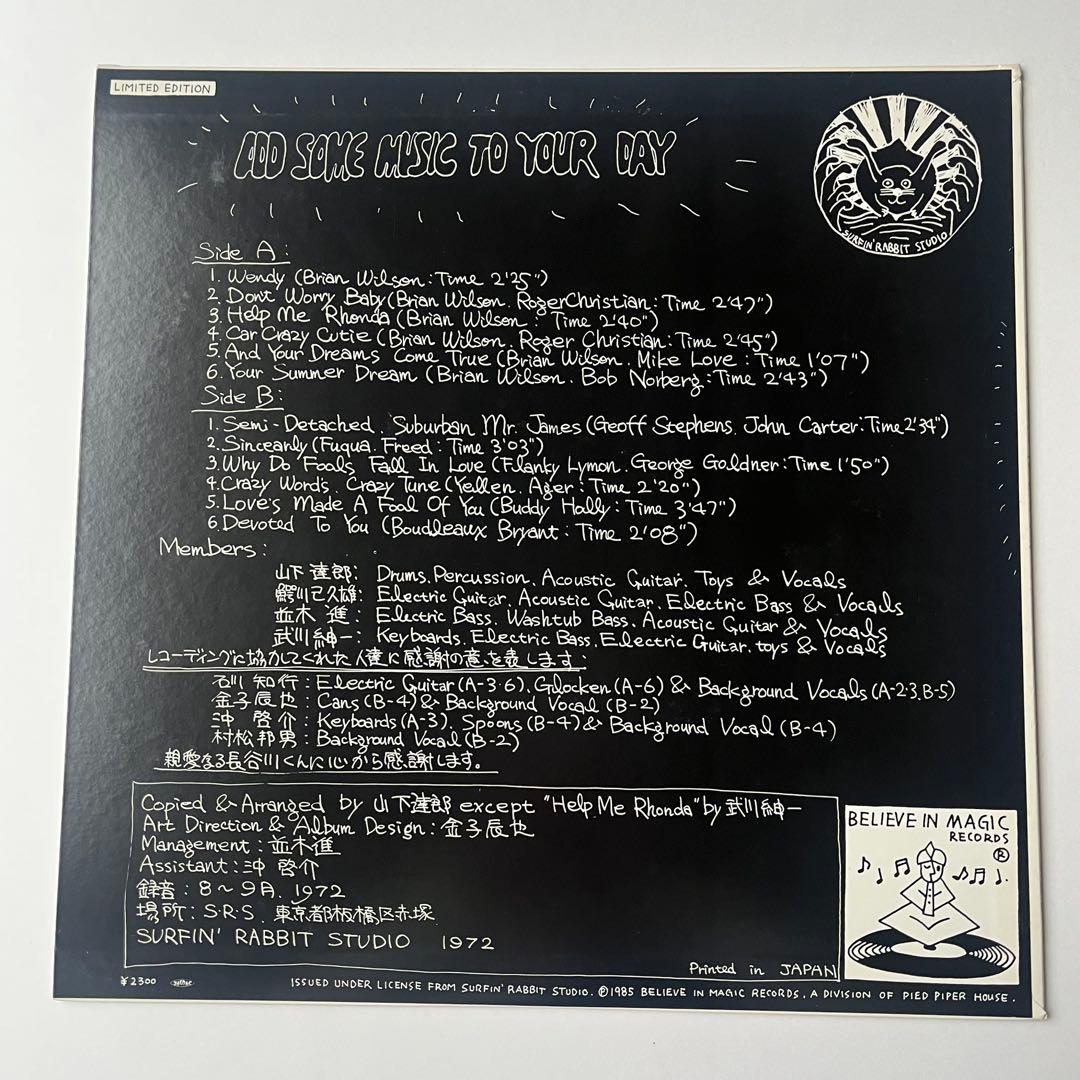 LIMITED EDITION
ADD SOME MUSIC TO YOUR DAY
SURFIN' RABBIT STUDIO
Side A:
1. Wendy (Brian Wilson: Time 2'25")
2. Don't Worry Baby (Brian Wilson. Roger Christian: Time 2'47")
3. Help Me Rhonda (Brian Wilson: Time 2'40")
4. Car Crazy Cutie (Brian Wilson. Roger Christian: Time 2'45")
5. And Your Dreams Come True (Brian Wilson. Mike Love: Time 1'07")
6. Your Summer Dream (Brian Wilson. Bob Norberg: Time 2'43")
Side B:
1. Semi-Detached. Suburban Mr. James (Geoff Stephens. John Carter: Time 2'34")
2. Sincearly (Fuqua. Freed: Time 3'03")
3. Why Do Fools Fall In Love (Flanky Lymon. George Goldner: Time 1'50")
4. Crazy Words. Crazy Tune (Yellen. Ager: Time 2'20")
5. Love's Made A Fool Of You (Buddy Holly: Time 3'47")
6. Devoted To You (Boudleaux Bryant: Time 2'08")
Members:
山下達郎: Drums. Percussion. Acoustic Guitar. Toys & Vocals
鰐川己久雄: Electric Guitar. Acoustic Guitar. Electric Bass & Vocals
並木 進: Electric Bass. Washtub Bass. Acoustic Guitar & Vocals
武川伸一: Keyboards. Electric Bass. Electric Guitar. toys & Vocals
レコーディングに協力してくれた人達に感謝の意を表します
石川 知行: Electric Guitar (A-3·6). Glocken (A-6) & Background Vocals (A-2·3. B-5)
金子辰也: Cans (B-4) & Background Vocal (B-2)
沖 啓介: Keyboards (A-3). Spoons (B-4) & Background Vocal (B-4)
村松邦男: Background Vocal (B-2)
親愛なる長谷川くんに心から感謝します。
Copied & Arranged by 山下達郎 except "Help Me Rhonda" by 武川伸一
Art Direction & Album Design: 金子辰也
Management: 並木進
Assistant: 沖 啓介
録音: 8～9月. 1972
場所: S·R·S. 東京都板橋区赤塚
SURFIN' RABBIT STUDIO 1972
Printed in JAPAN
BELIEVE IN MAGIC
RECORDS
®
¥2300
ISSUED UNDER LICENSE FROM SURFIN' RABBIT STUDIO. ℗1985 BELIEVE IN MAGIC RECORDS. A DIVISION OF PIED PIPER HOUSE.